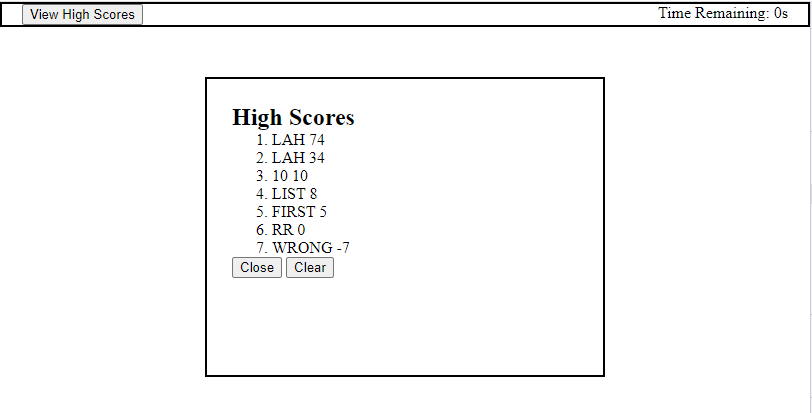 View High Scores Time Remaining: 0s
High Scores
1. LAH 74
2. LAH 34
3. 10 10
4. LIST 8
5. FIRST 5
6. RR 0
7. WRONG -7
Close Clear